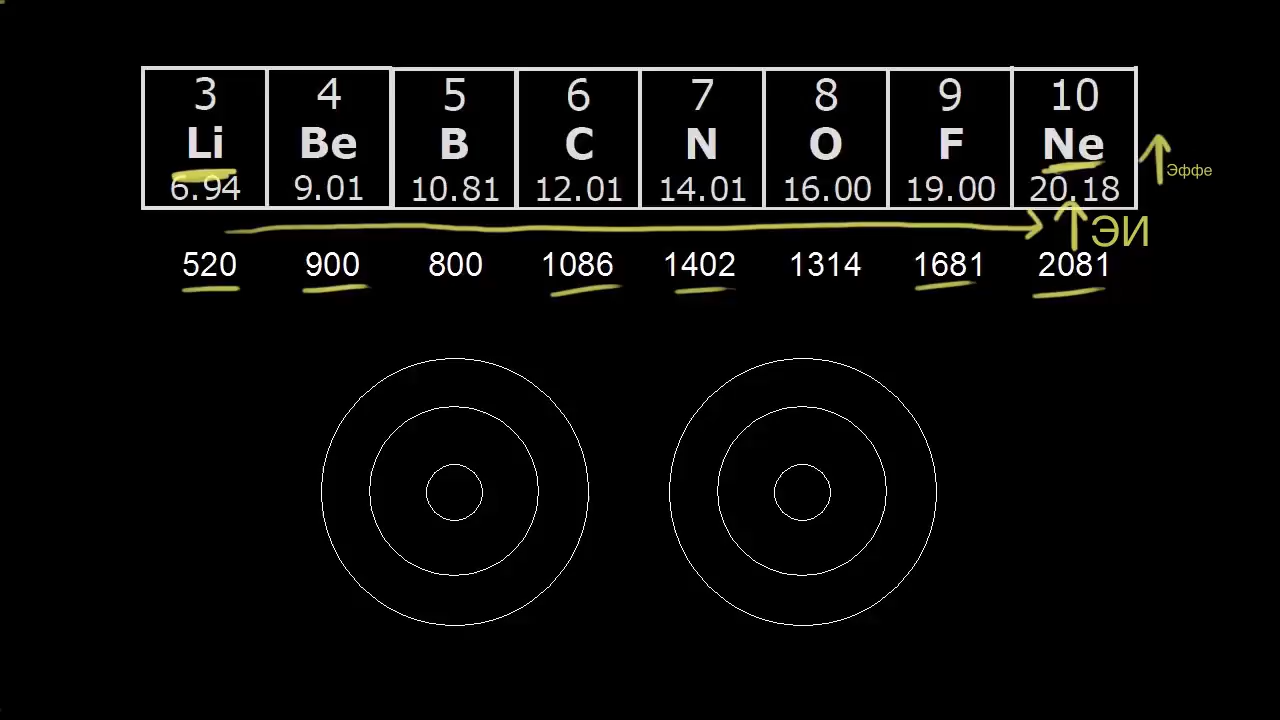 3 4 5 6 7 8 9 10
Li Be B C N O F Ne
6.94 9.01 10.81 12.01 14.01 16.00 19.00 20.18 Эффе
ЭИ
520 900 800 1086 1402 1314 1681 2081